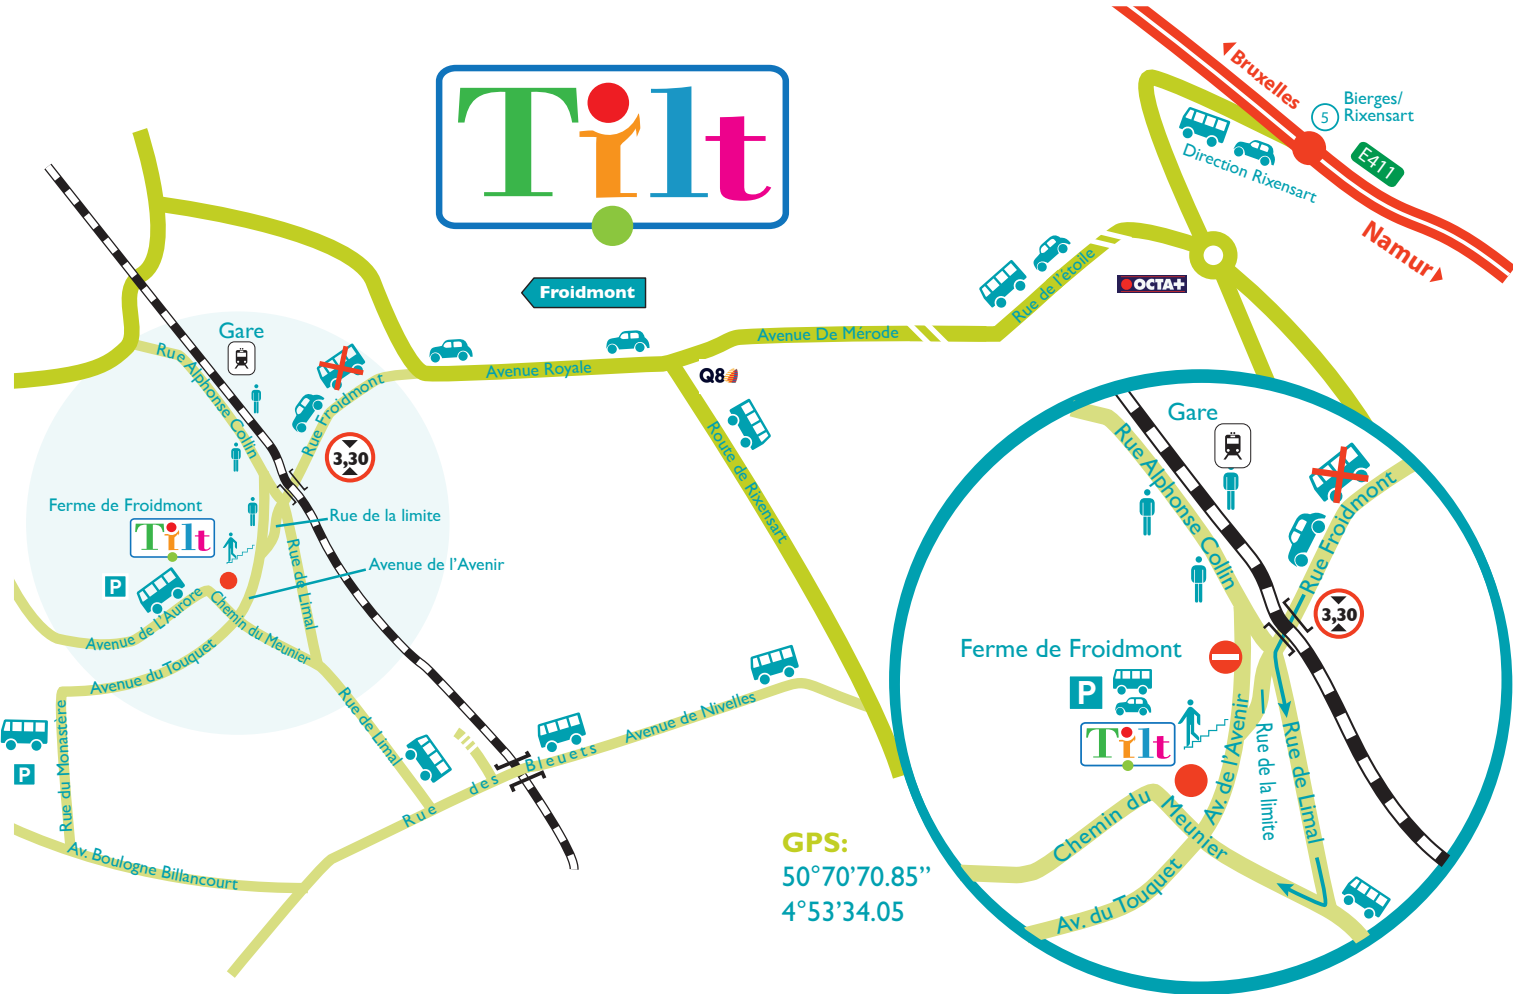 Tilt
Bruxelles
5
Bierges/
Rixensart
E411
Direction Rixensart
Namur
Froidmont
OCTA+
Rue de l'étoile
Avenue De Mérode
Avenue Royale
Q8
Route de Rixensart
Gare
Rue Alphonse Collin
Rue Froidmont
3,30
Ferme de Froidmont
Tilt
Rue de la limite
Avenue de l'Avenir
P
Rue de Limal
Avenue de L'Aurore
Chemin du Meunier
Avenue du Touquet
Rue de Limal
P
Rue du Monastère
Av. Boulogne Billancourt
Rue des Bleuets
Avenue de Nivelles
GPS:
50°70'70.85’’
4°53'34.05
Gare
Rue Alphonse Collin
Rue Froidmont
3,30
Ferme de Froidmont
P
Tilt
Av. de l'Avenir
Rue de la limite
Rue de Limal
Chemin du Meunier
Av. du Touquet